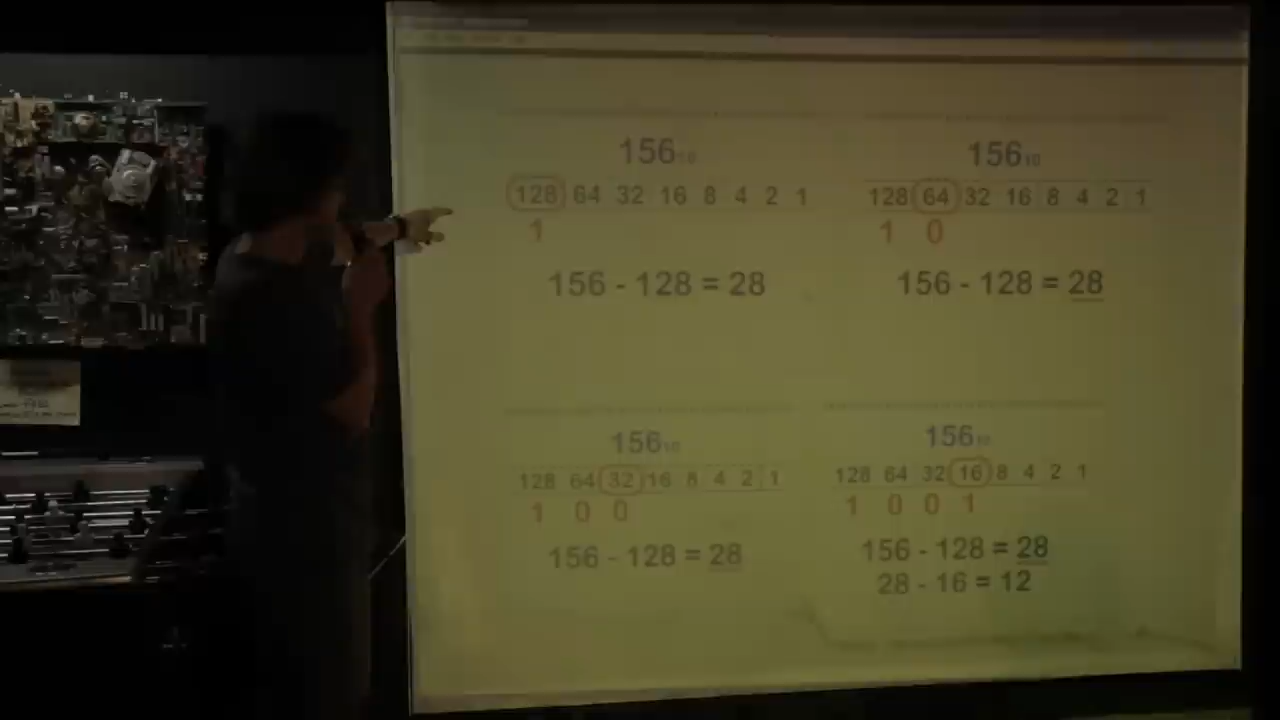 156₁₀
128 64 32 16 8 4 2 1
1
156 - 128 = 28
156₁₀
128 64 32 16 8 4 2 1
1 0
156 - 128 = 28
156₁₀
128 64 32 16 8 4 2 1
1 0 0
156 - 128 = 28
156₁₀
128 64 32 16 8 4 2 1
1 0 0 1
156 - 128 = 28
28 - 16 = 12